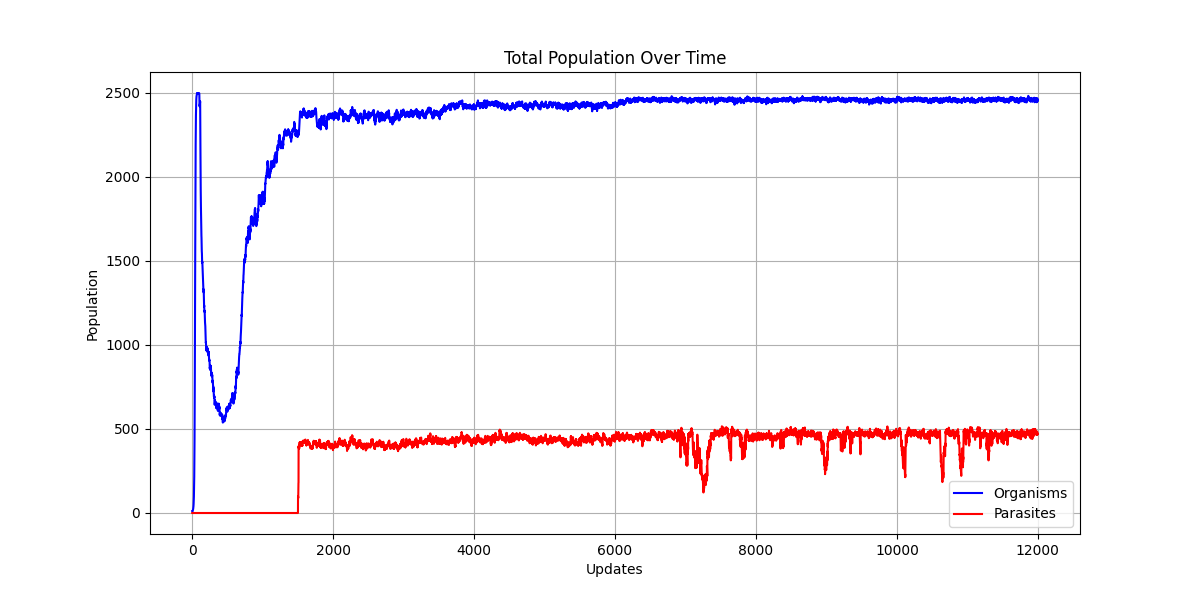 Total Population Over Time
Population
2500
2000
1500
1000
500
0
0 2000 4000 6000 8000 10000 12000
Updates
Organisms
Parasites